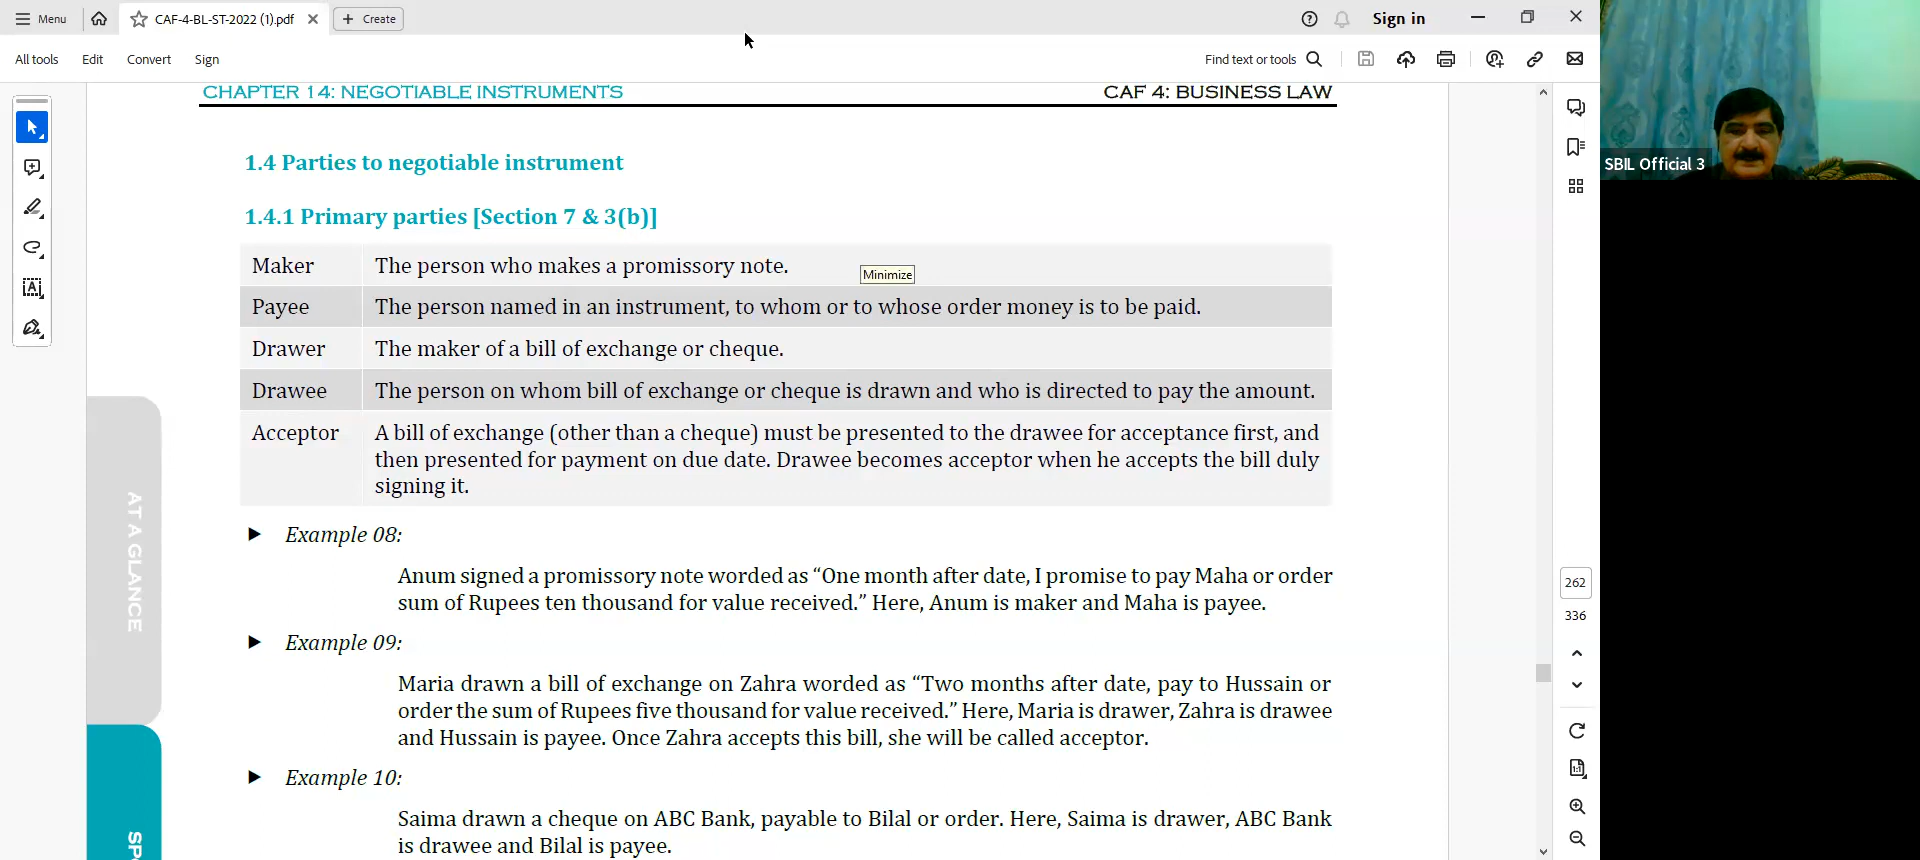 Menu
CAF-4-BL-ST-2022 (1).pdf
Create
Sign in
All tools Edit Convert Sign
Find text or tools
CHAPTER 14: NEGOTIABLE INSTRUMENTS CAF 4: BUSINESS LAW
1.4 Parties to negotiable instrument
1.4.1 Primary parties [Section 7 & 3(b)]
Maker The person who makes a promissory note.
Minimize
Payee The person named in an instrument, to whom or to whose order money is to be paid.
Drawer The maker of a bill of exchange or cheque.
Drawee The person on whom bill of exchange or cheque is drawn and who is directed to pay the amount.
Acceptor A bill of exchange (other than a cheque) must be presented to the drawee for acceptance first, and
then presented for payment on due date. Drawee becomes acceptor when he accepts the bill duly
signing it.
Example 08:
Anum signed a promissory note worded as “One month after date, I promise to pay Maha or order
sum of Rupees ten thousand for value received.” Here, Anum is maker and Maha is payee.
Example 09:
Maria drawn a bill of exchange on Zahra worded as “Two months after date, pay to Hussain or
order the sum of Rupees five thousand for value received.” Here, Maria is drawer, Zahra is drawee
and Hussain is payee. Once Zahra accepts this bill, she will be called acceptor.
Example 10:
Saima drawn a cheque on ABC Bank, payable to Bilal or order. Here, Saima is drawer, ABC Bank
is drawee and Bilal is payee.
AT A GLANCE
SPO
262
336
SBIL Official 3